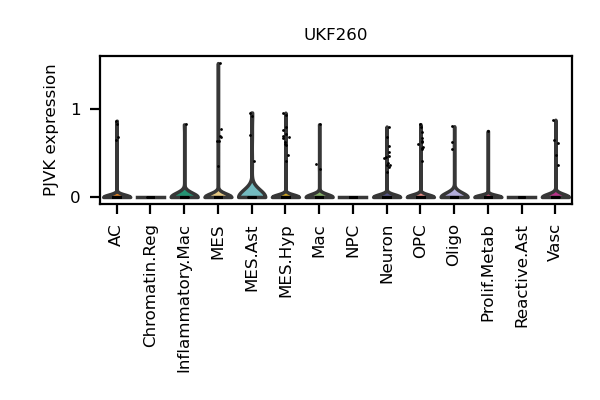 UKF260
PJVK expression
1
0
AC
Chromatin.Reg
Inflammatory.Mac
MES
MES.Ast
MES.Hyp
Mac
NPC
Neuron
OPC
Oligo
Prolif.Metab
Reactive.Ast
Vasc